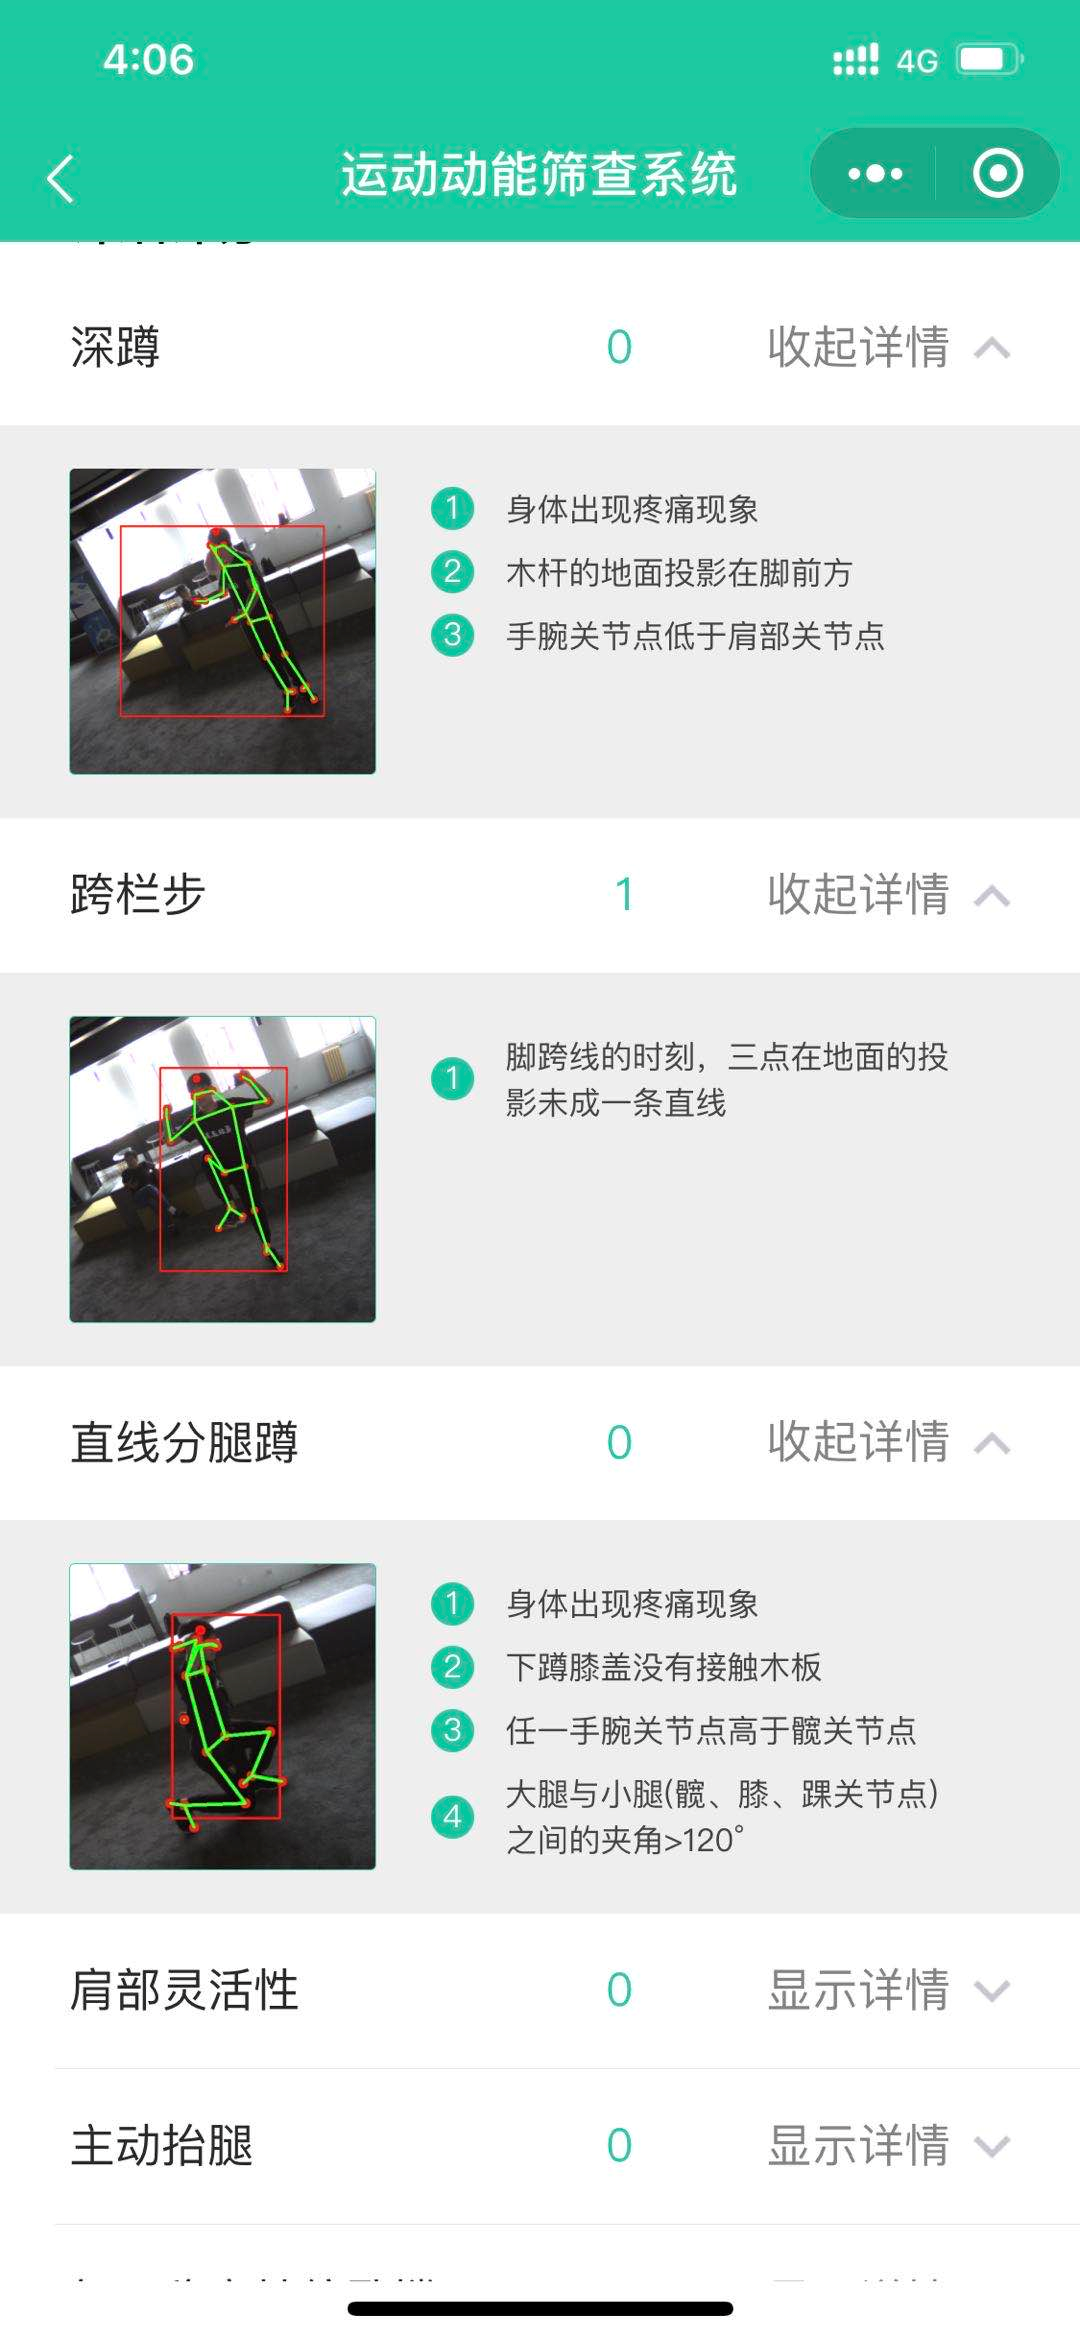 4:06
4G
运动动能筛查系统
深蹲 0 收起详情
1 身体出现疼痛现象
2 木杆的地面投影在脚前方
3 手腕关节点低于肩部关节点
跨栏步 1 收起详情
1 脚跨线的时刻，三点在地面的投
影未成一条直线
直线分腿蹲 0 收起详情
1 身体出现疼痛现象
2 下蹲膝盖没有接触木板
3 任一手腕关节点高于髋关节点
4 大腿与小腿(髋、膝、踝关节点)
之间的夹角>120°
肩部灵活性 0 显示详情
主动抬腿 0 显示详情